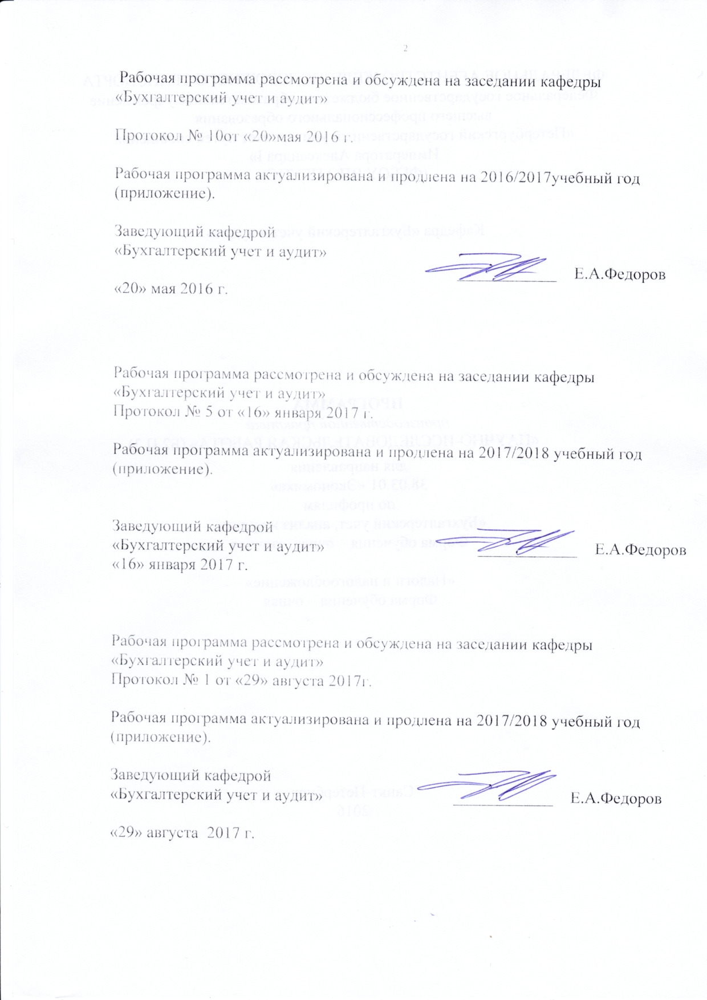 2
Рабочая программа рассмотрена и обсуждена на заседании кафедры
«Бухгалтерский учет и аудит»
Протокол № 10от «20»мая 2016 г.
Рабочая программа актуализирована и продлена на 2016/2017учебный год
(приложение).
Заведующий кафедрой
«Бухгалтерский учет и аудит»
Е.А.Федоров
«20» мая 2016 г.
Рабочая программа рассмотрена и обсуждена на заседании кафедры
«Бухгалтерский учет и аудит»
Протокол № 5 от «16» января 2017 г.
Рабочая программа актуализирована и продлена на 2017/2018 учебный год
(приложение).
Заведующий кафедрой
«Бухгалтерский учет и аудит»
Е.А.Федоров
«16» января 2017 г.
Рабочая программа рассмотрена и обсуждена на заседании кафедры
«Бухгалтерский учет и аудит»
Протокол № 1 от «29» августа 2017г.
Рабочая программа актуализирована и продлена на 2017/2018 учебный год
(приложение).
Заведующий кафедрой
«Бухгалтерский учет и аудит»
Е.А.Федоров
«29» августа  2017 г.